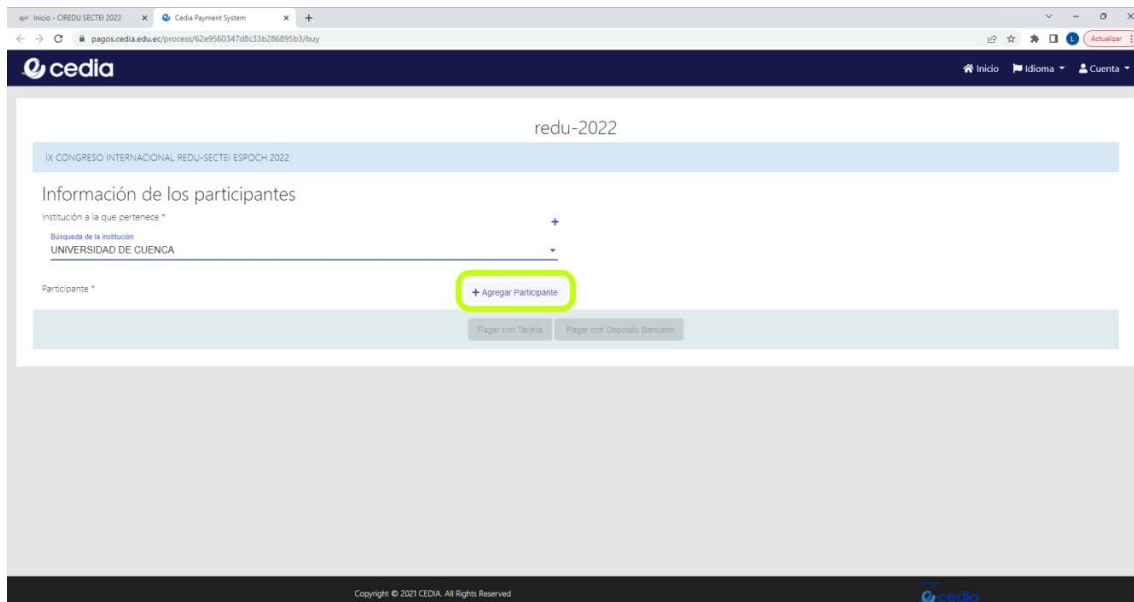 Inicio - CIREDU SECTEI 2022
Cedia Payment System
pagos.cedia.edu.ec/process/62e9560347d8c33b286895b3/buy
L
Actualizar
cedia
Inicio
Idioma
Cuenta
redu-2022
IX CONGRESO INTERNACIONAL REDU-SECTEI ESPOCH 2022
Información de los participantes
Institución a la que pertenece *
+
Búsqueda de la institución
UNIVERSIDAD DE CUENCA
Participante *
+ Agregar Participante
Pagar con Tarjeta
Pagar con Deposito Bancario
Copyright © 2021 CEDIA. All Rights Reserved
cedia